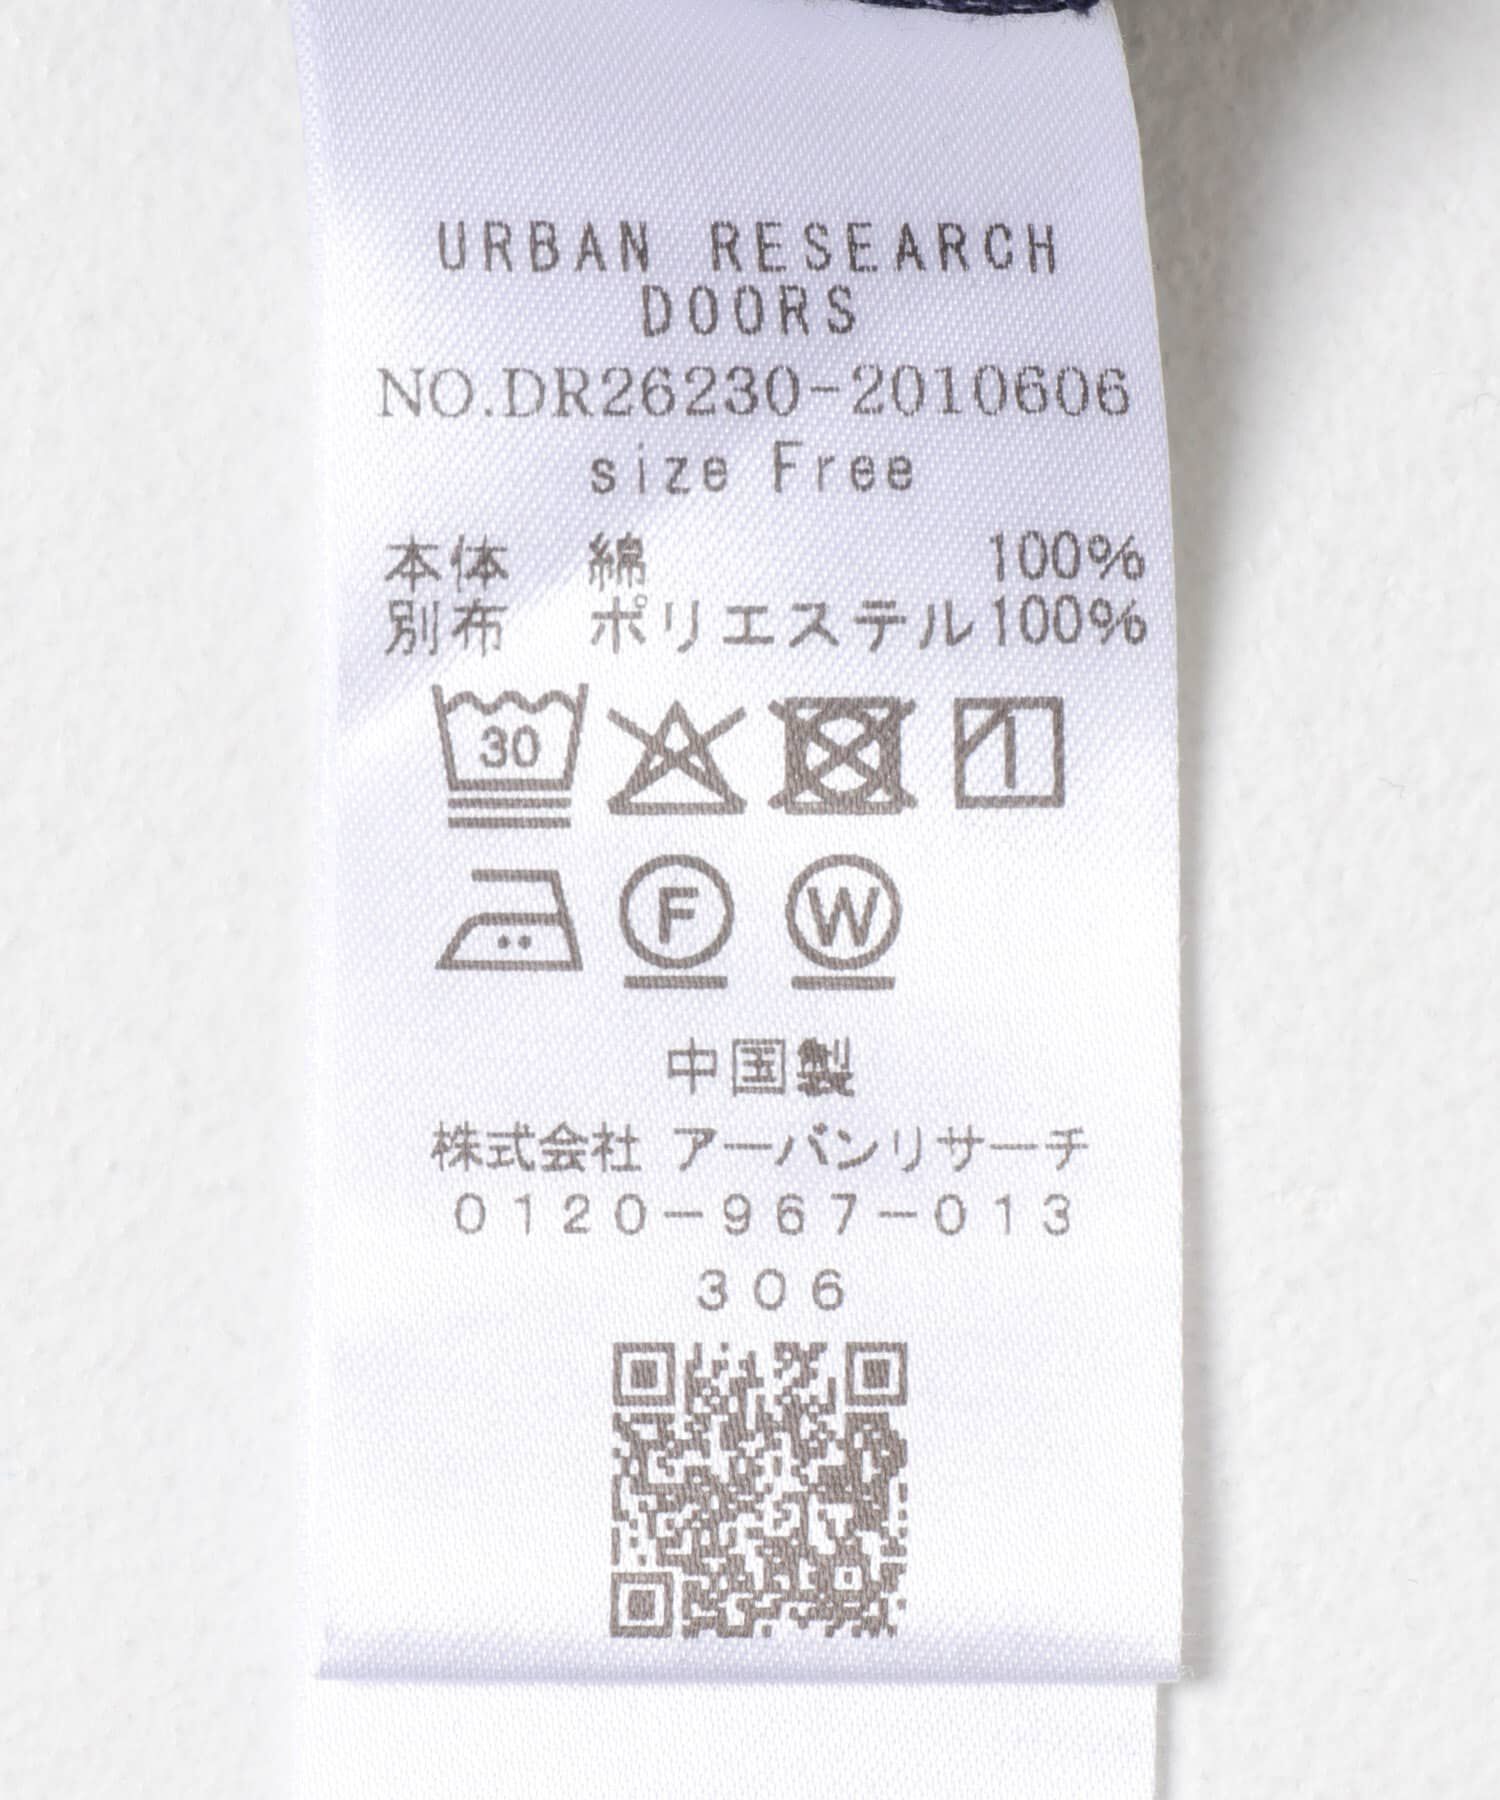 URBAN RESEARCH
DOORS
NO.DR26230-2010606
size Free
本体 綿 100%
別布 ポリエステル100%
30
F W
中国製
株式会社 アーバンリサーチ
0120-967-013
306